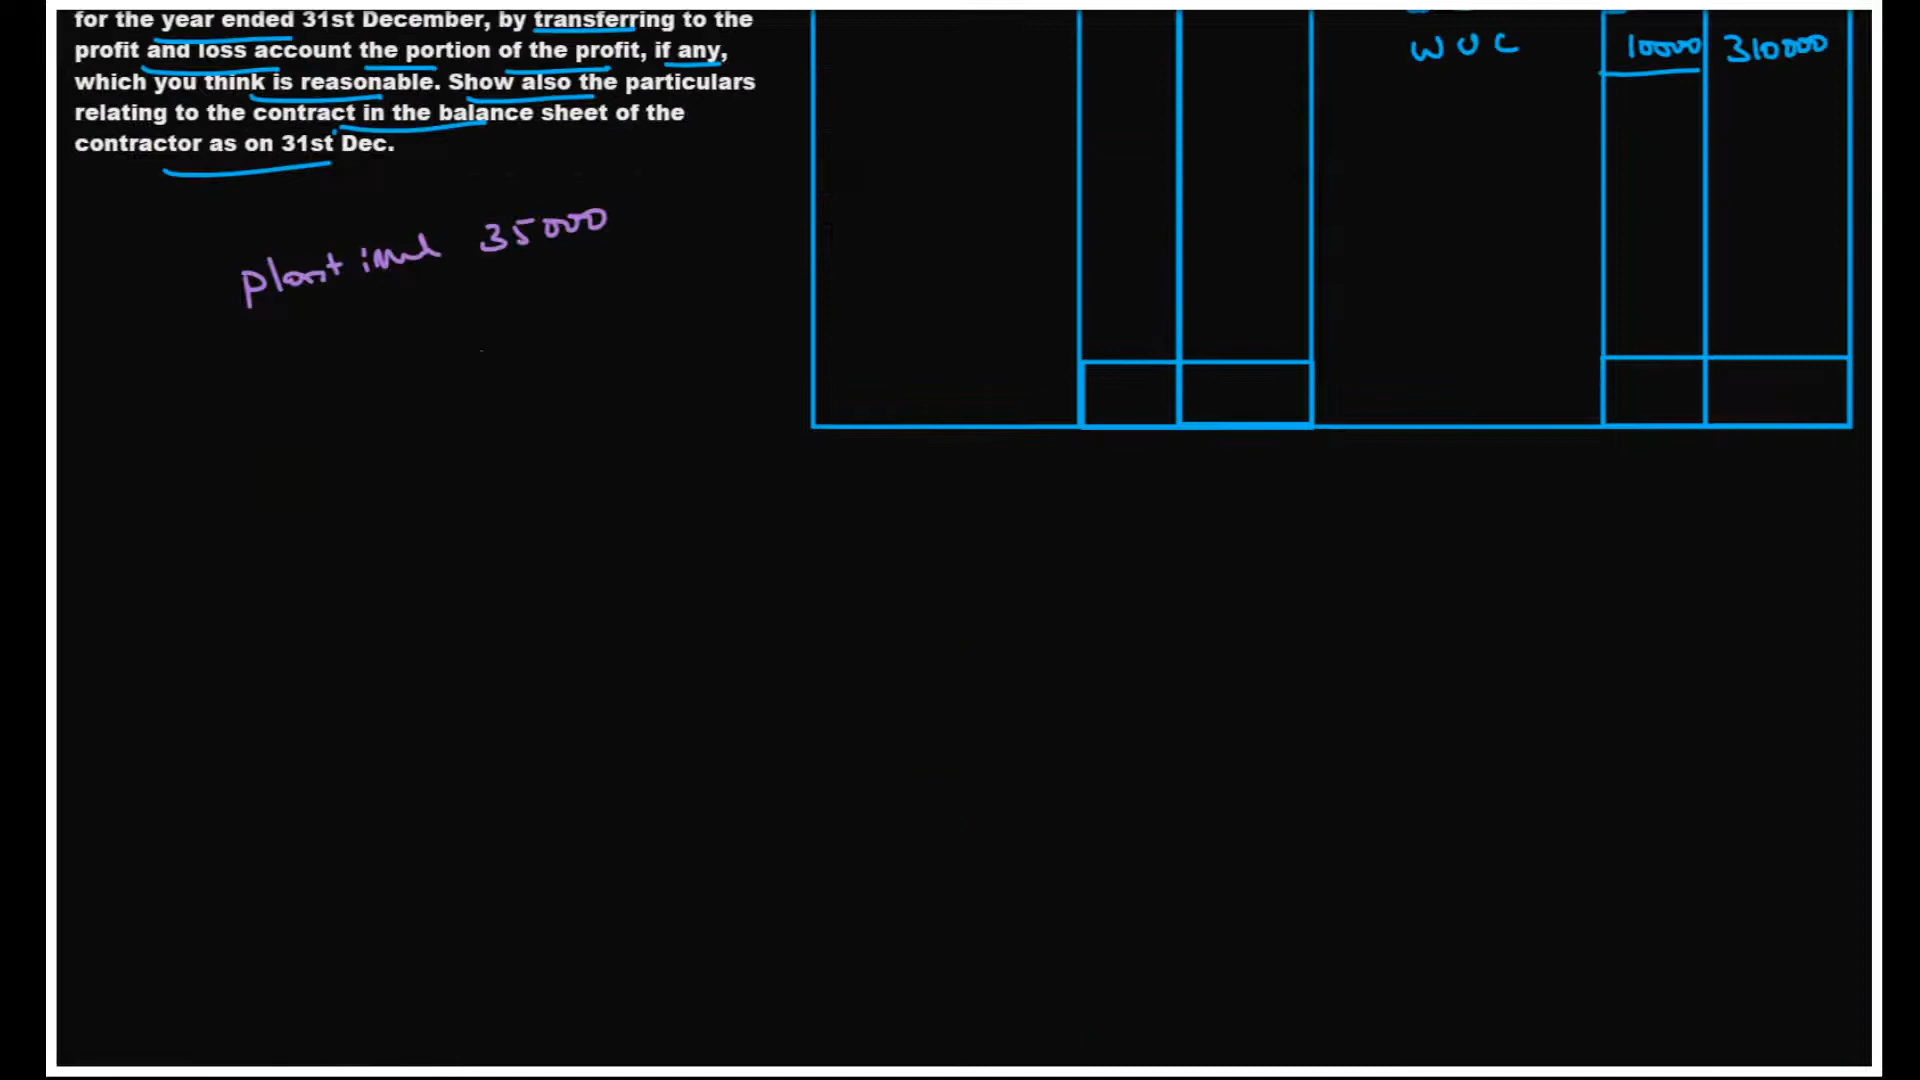 for the year ended 31st December, by transferring to the
profit and loss account the portion of the profit, if any,
which you think is reasonable. Show also the particulars
relating to the contract in the balance sheet of the
contractor as on 31st Dec.
W U C 10000 310000
Plant 35000